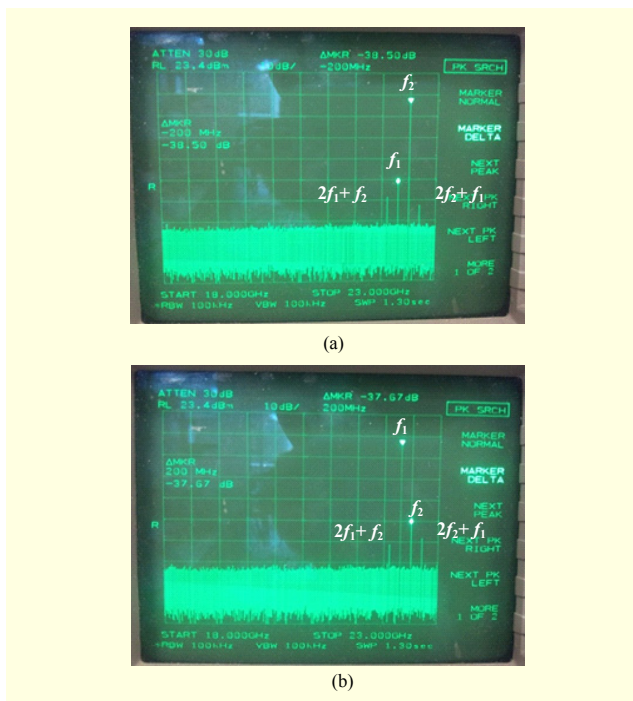 ATTEN 30dB
RL 23.4dBm
10dB/
ΔMKR -38.50dB
-200MHz
PK SRCH
f2
MARKER
NORMAL
ΔMKR
-200 MHz
-38.50 dB
MARKER
DELTA
f1
NEXT
PEAK
R
2f1+ f2
2f2+ f1
NEXT PK
RIGHT
NEXT PK
LEFT
MORE
1 OF 2
START 18.000GHz
STOP 23.000GHz
*RBW 100kHz
VBW 100kHz
SWP 1.30sec
(a)
ATTEN 30dB
RL 23.4dBm
10dB/
ΔMKR -37.67dB
200MHz
PK SRCH
f1
MARKER
NORMAL
ΔMKR
200 MHz
-37.67 dB
MARKER
DELTA
f2
NEXT
PEAK
R
2f1+ f2
2f2+ f1
NEXT PK
RIGHT
NEXT PK
LEFT
MORE
1 OF 2
START 18.000GHz
STOP 23.000GHz
*RBW 100kHz
VBW 100kHz
SWP 1.30sec
(b)